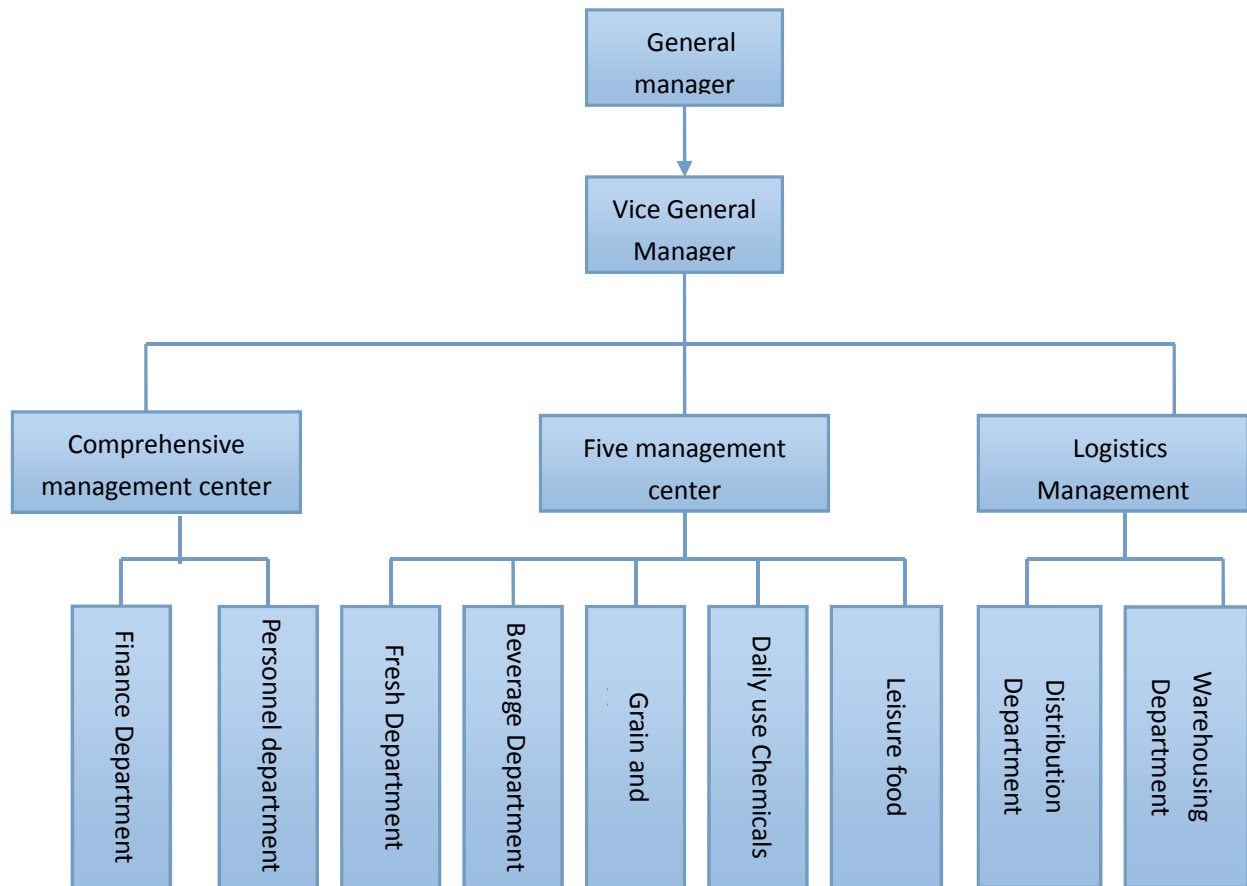 General
manager
Vice General
Manager
Comprehensive
management center
Five management
center
Logistics
Management
Finance Department
Personnel department
Fresh Department
Beverage Department
Grain and
Daily use Chemicals
Leisure food
Distribution
Department
Warehousing
Department